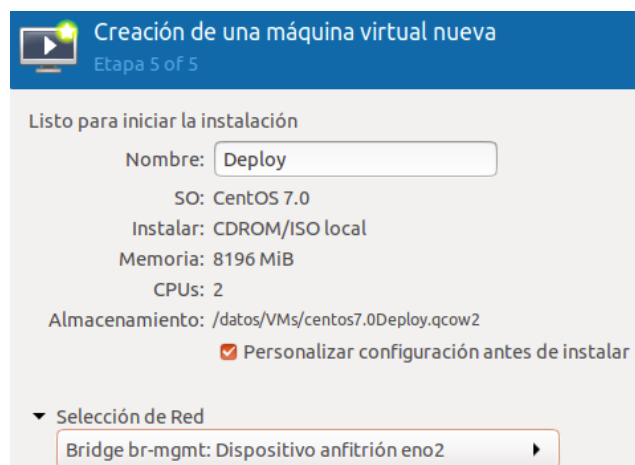 Creación de una máquina virtual nueva
Etapa 5 of 5
Listo para iniciar la instalación
Nombre: Deploy
SO: CentOS 7.0
Instalar: CDROM/ISO local
Memoria: 8196 MiB
CPUs: 2
Almacenamiento: /datos/VMs/centos7.0Deploy.qcow2
Personalizar configuración antes de instalar
Selección de Red
Bridge br-mgmt: Dispositivo anfitrión eno2